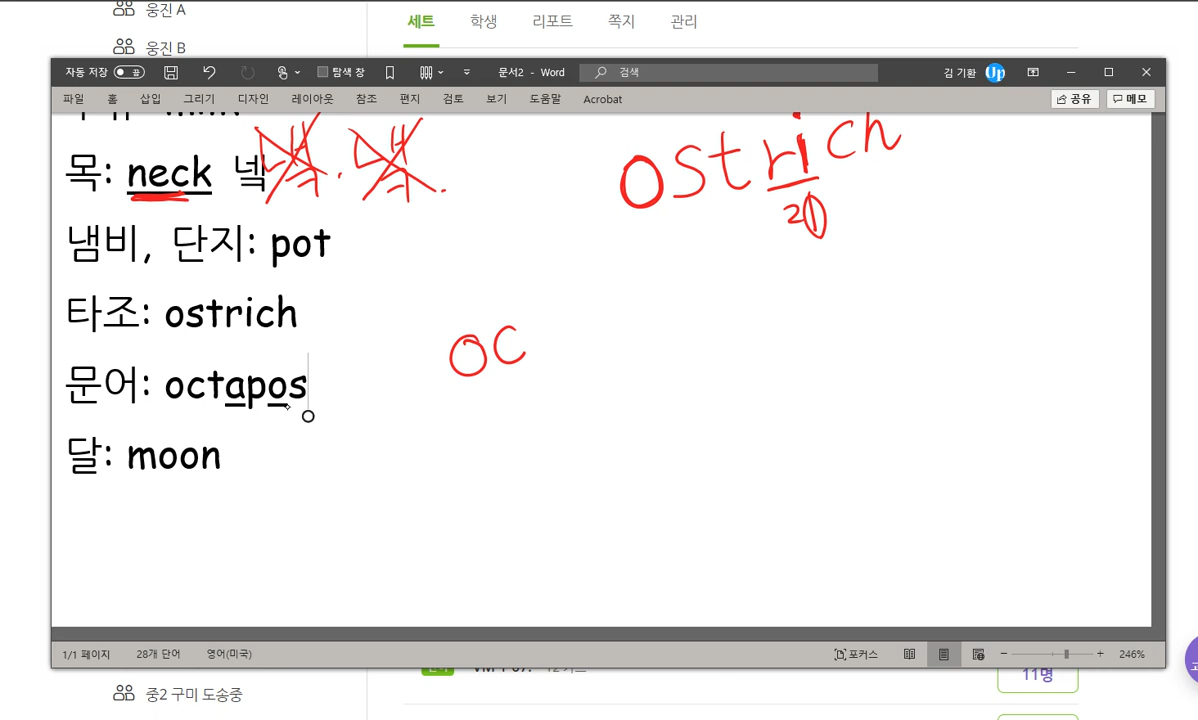 웅진 A
웅진 B
세트 학생 리포트 쪽지 관리
자동 저장 끔 탐색 창 문서2 - Word 검색 김 기환 Up
파일 홈 삽입 그리기 디자인 레이아웃 참조 편지 검토 보기 도움말 Acrobat 공유 메모
목: neck 넼
ostrich
21
냄비, 단지: pot
타조: ostrich
oc
문어: octapos
달: moon
1/1 페이지 28개 단어 영어(미국) 포커스 246%
11명
중2 구미 도송중